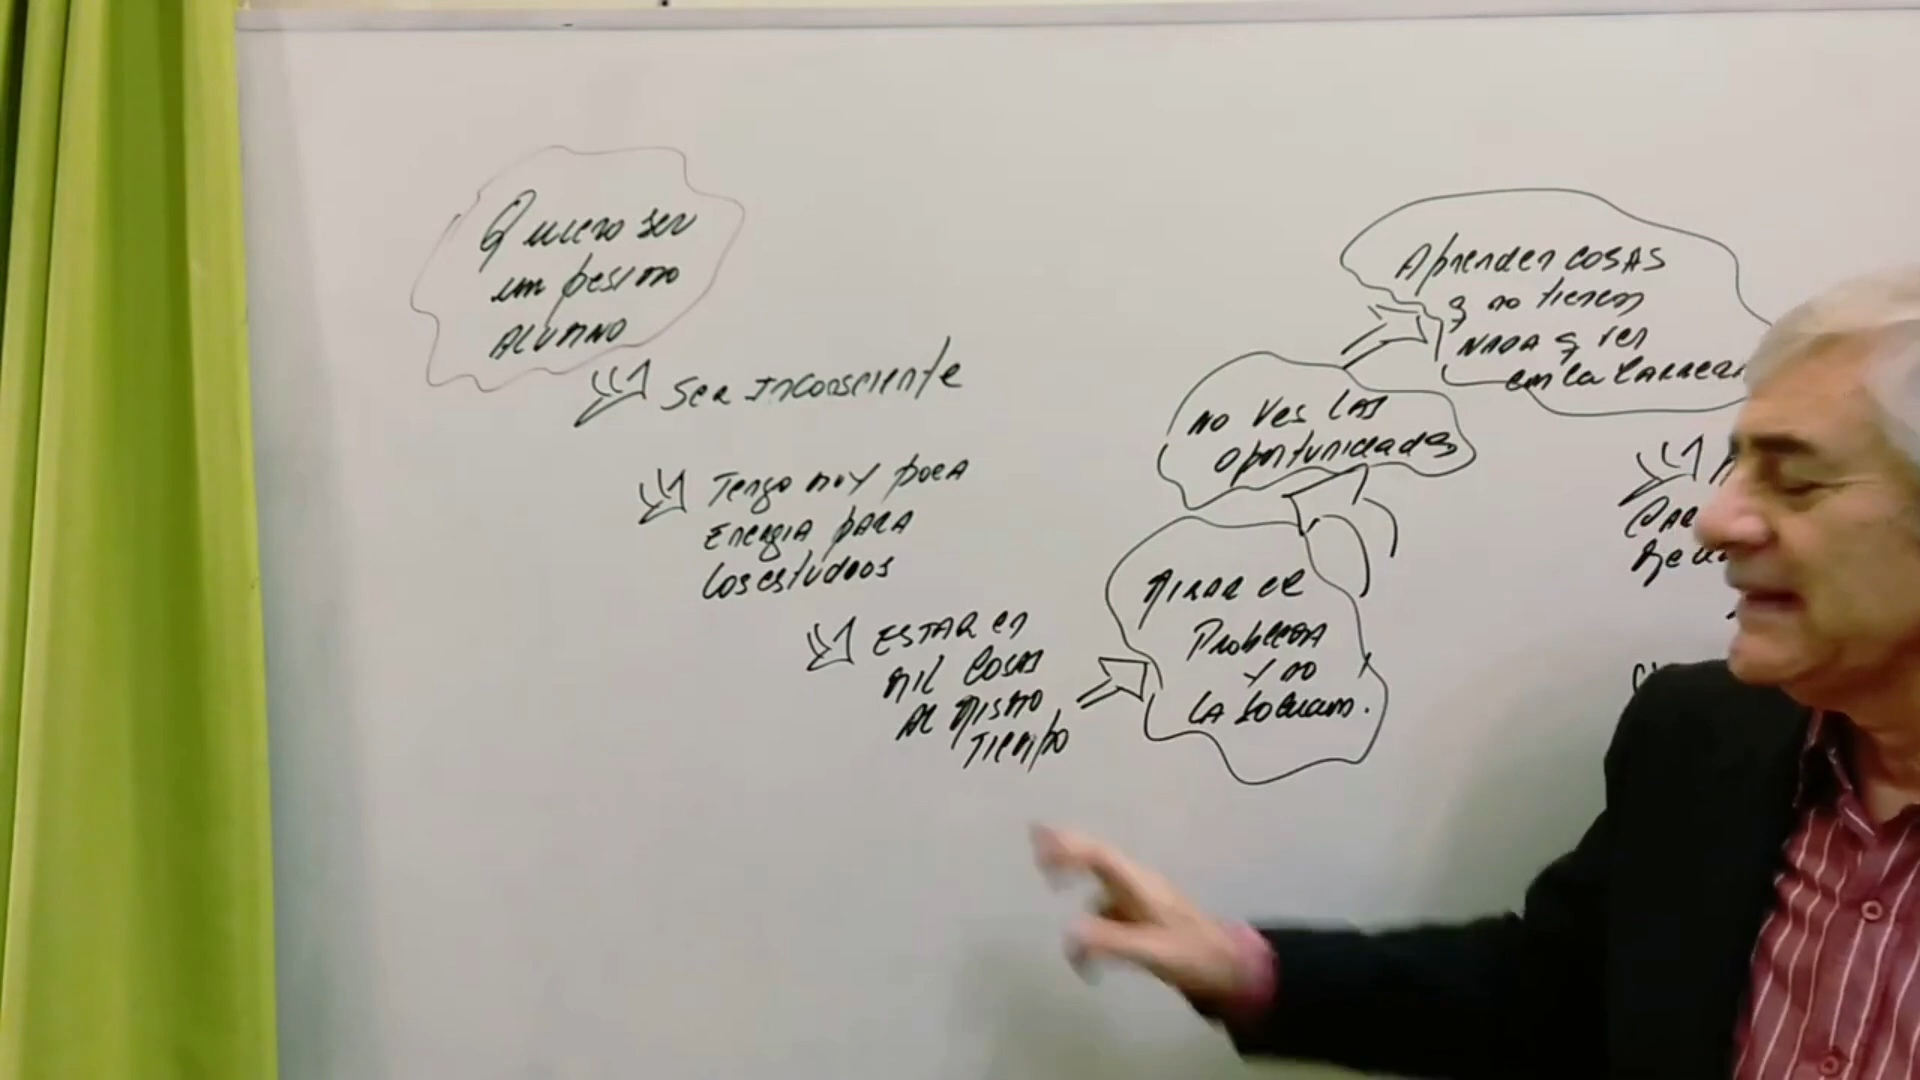 Quiero ser
un pesimo
ALUMNO
Ser Inconsciente
Tengo muy poca
Energia para
los estudios
ESTAR en
mil cosas
al mismo
Tiempo
Mirar el
Problema
y no
la solucion.
no ves las
oportunidades
Aprender cosas
q no tienen
nada q ver
con la carrera